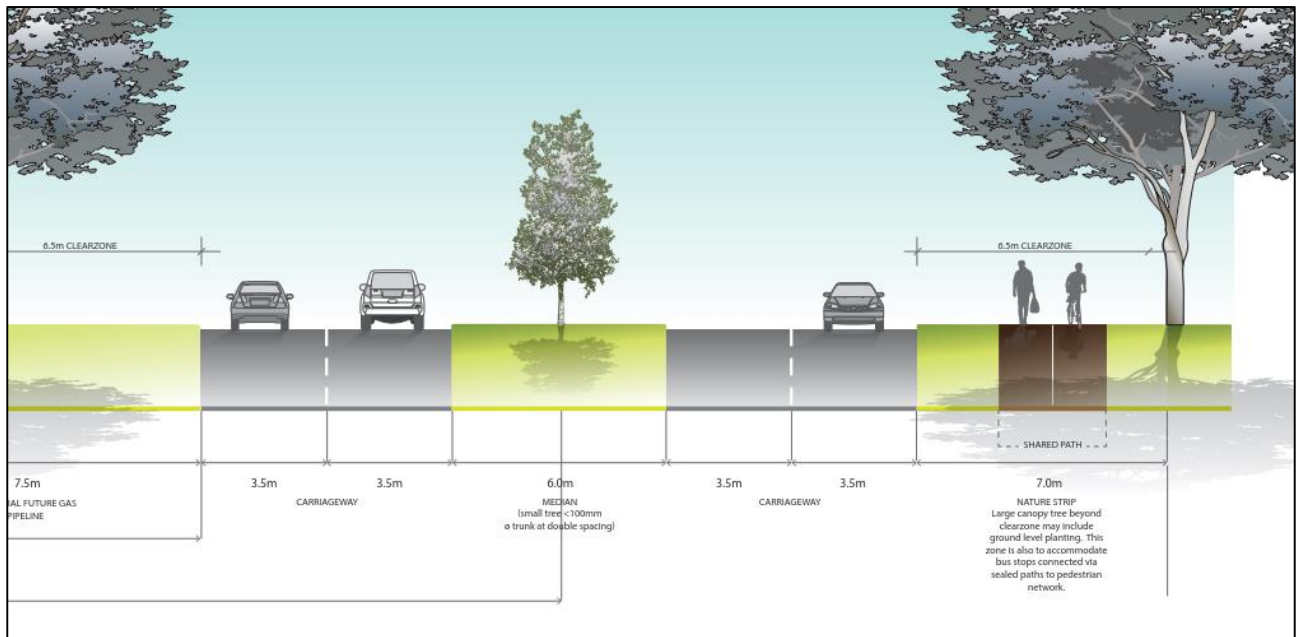 6.5m CLEARZONE
6.5m CLEARZONE
SHARED PATH
7.5m
3.5m
3.5m
6.0m
3.5m
3.5m
7.0m
IAL FUTURE GAS
PIPELINE
CARRIAGEWAY
MEDIAN
(small tree <100mm
ø trunk at double spacing)
CARRIAGEWAY
NATURE STRIP
Large canopy tree beyond
clearzone may include
ground level planting. This
zone is also to accommodate
bus stops connected via
sealed paths to pedestrian
network.